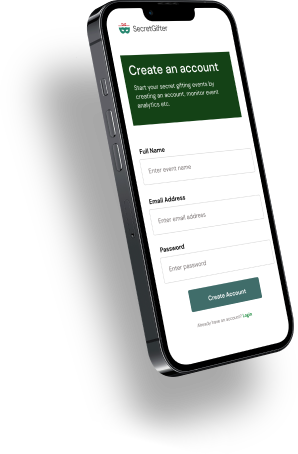 SecretGifter
Create an account
Start your secret gifting events by
creating an account, monitor event
analytics etc.
Full Name
Enter event name
Email Address
Enter email address
Password
Enter password
Create Account
Already have an account? Login